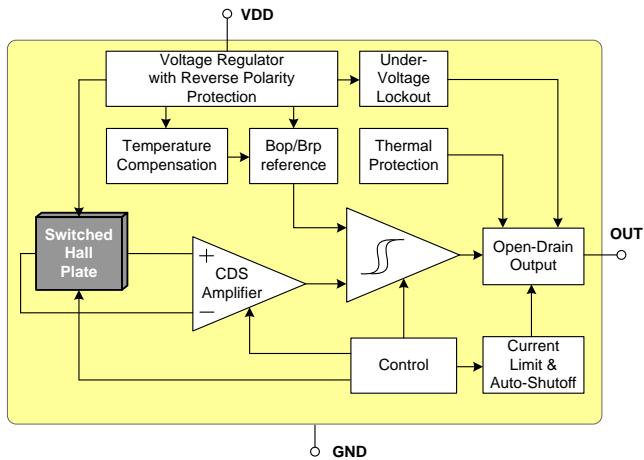 VDD
Voltage Regulator
with Reverse Polarity
Protection
Under-
Voltage
Lockout
Temperature
Compensation
Bop/Brp
reference
Thermal
Protection
Switched
Hall
Plate
+
CDS
Amplifier
−
Open-Drain
Output
OUT
Control
Current
Limit &
Auto-Shutoff
GND